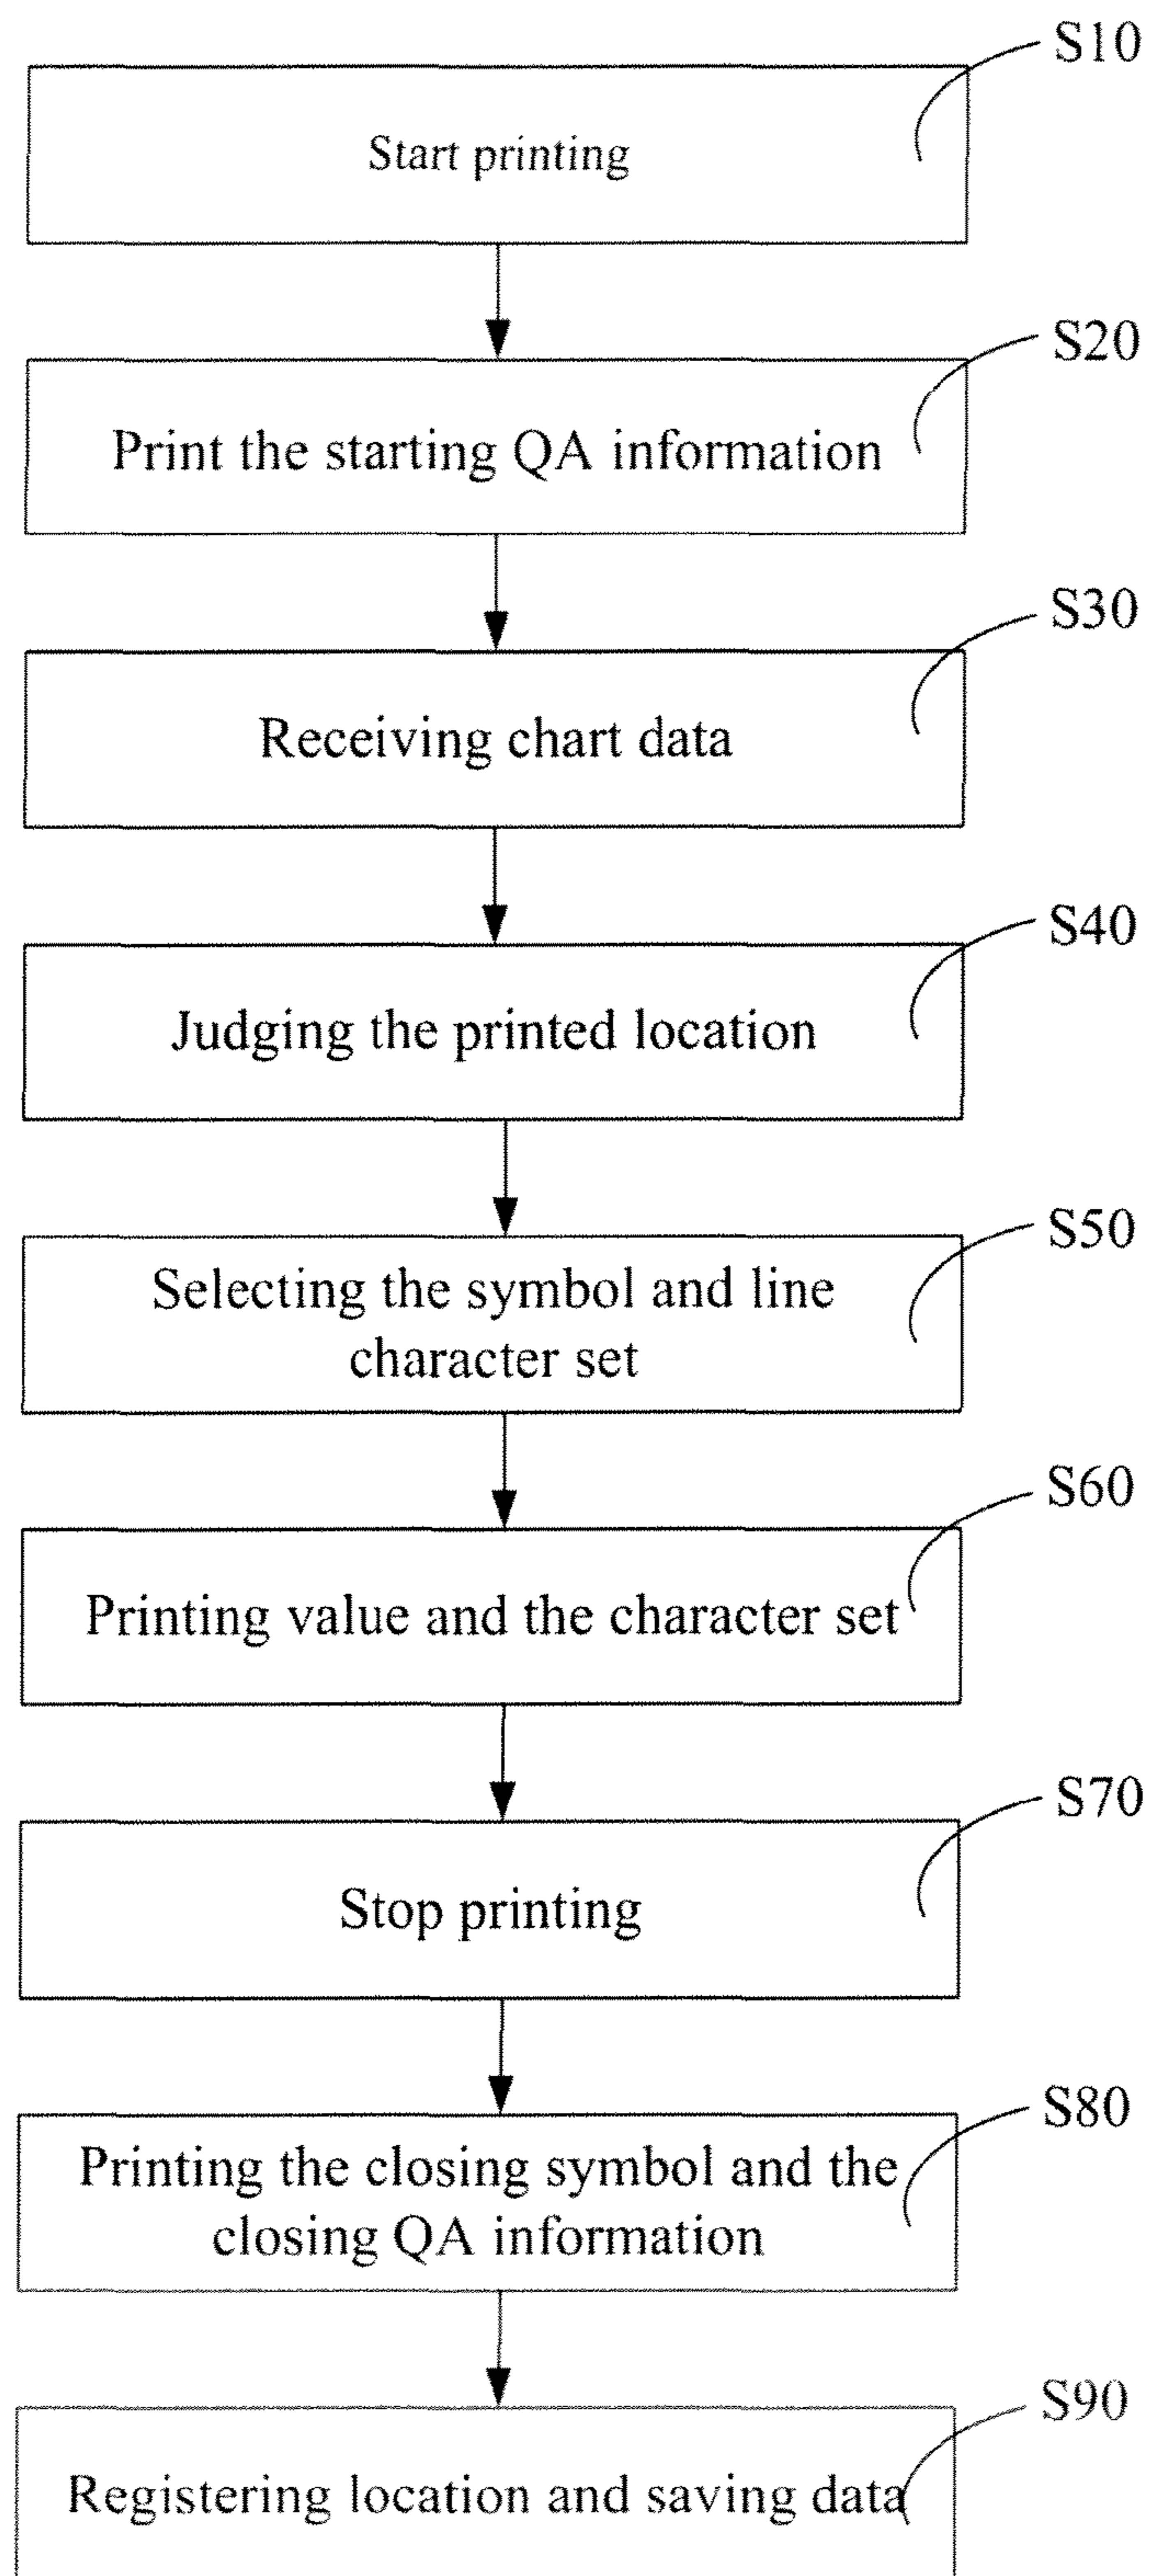 S10
Start printing
S20
Print the starting QA information
S30
Receiving chart data
S40
Judging the printed location
S50
Selecting the symbol and line
character set
S60
Printing value and the character set
S70
Stop printing
S80
Printing the closing symbol and the
closing QA information
S90
Registering location and saving data